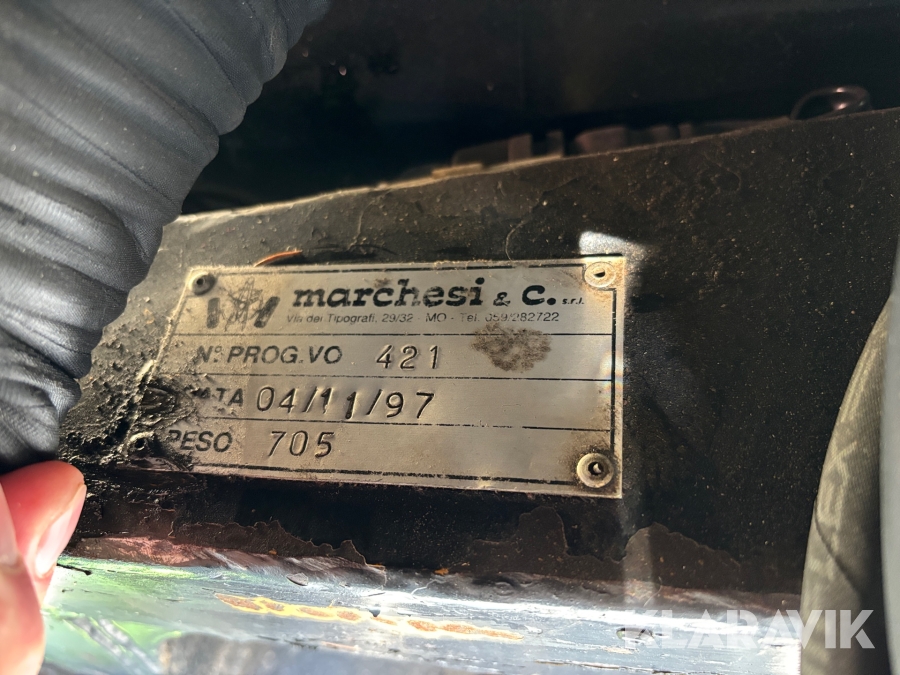 marchesi & C. s.r.l.
Via dei Tipografi, 29/32 MO - Tel. 059/282722
N° PROG.VO 421
DATA 04/11/97
PESO 705
KLARAVIK